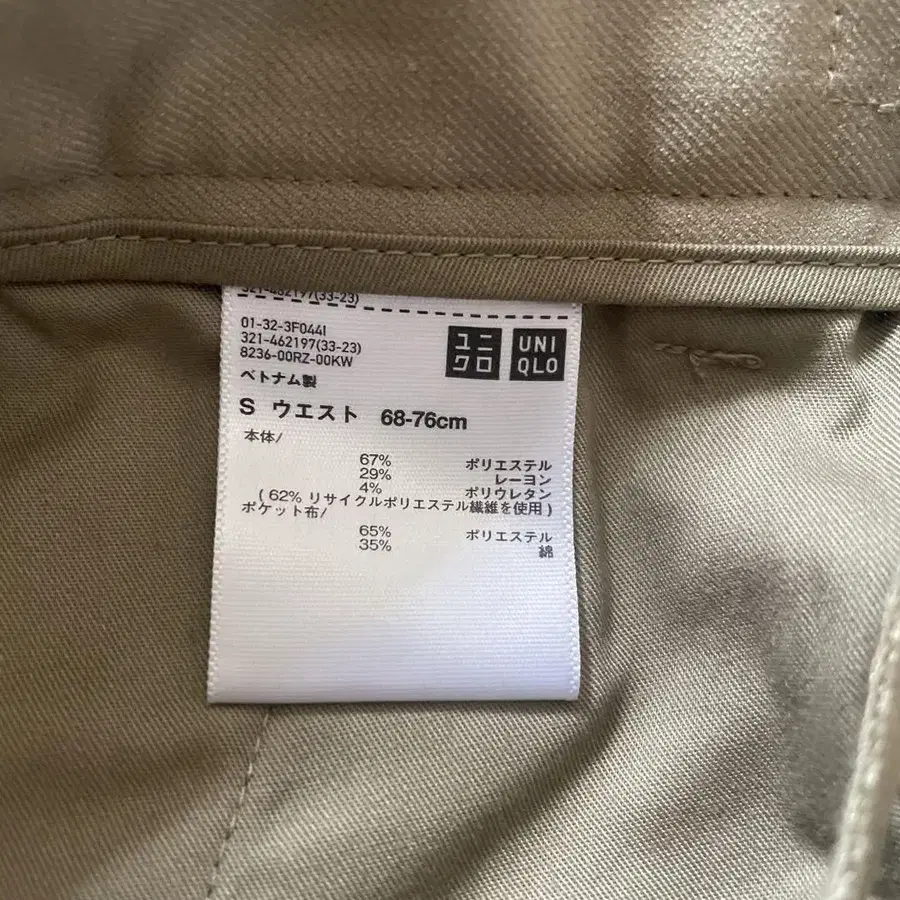 321-462197(33-23)
01-32-3F044I
321-462197(33-23)
8236-00RZ-00KW
ユニ
クロ
UNI
QLO
ベトナム製
S ウエスト 68-76cm
本体/
67% ポリエステル
29% レーヨン
4% ポリウレタン
( 62% リサイクルポリエステル繊維を使用 )
ポケット布/
65% ポリエステル
35% 綿